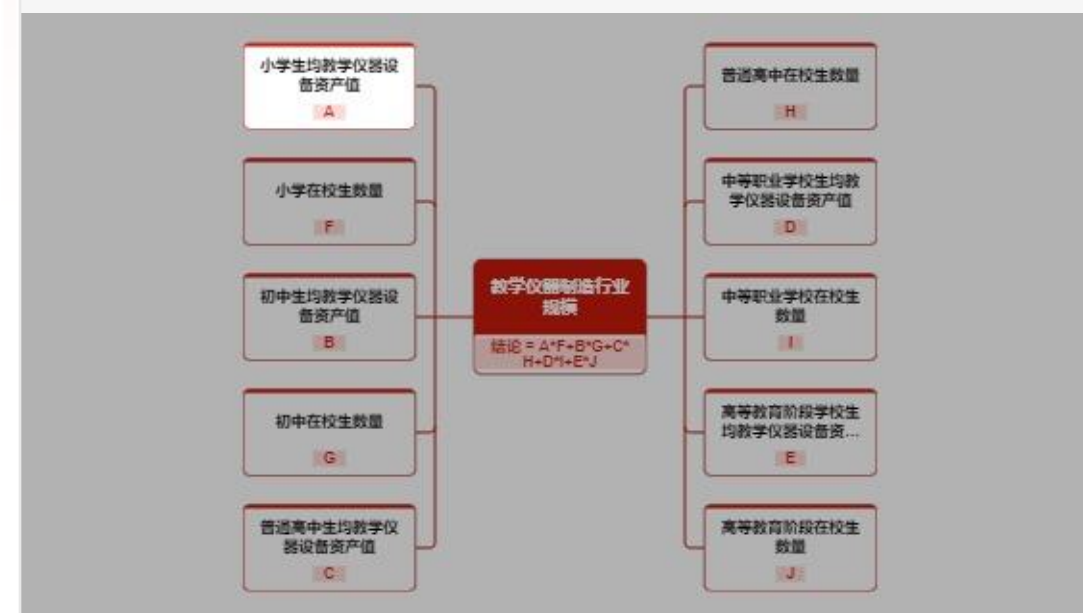 小学生均教学仪器设
备资产值
A
小学在校生数量
F
初中生均教学仪器设
备资产值
B
初中在校生数量
G
普通高中生均教学仪
器设备资产值
C
教学仪器制造行业
规模
结论 = A*F+B*G+C*
H+D*I+E*J
普通高中在校生数量
H
中等职业学校生均教
学仪器设备资产值
D
中等职业学校在校生
数量
I
高等教育阶段学校生
均教学仪器设备资...
E
高等教育阶段在校生
数量
J